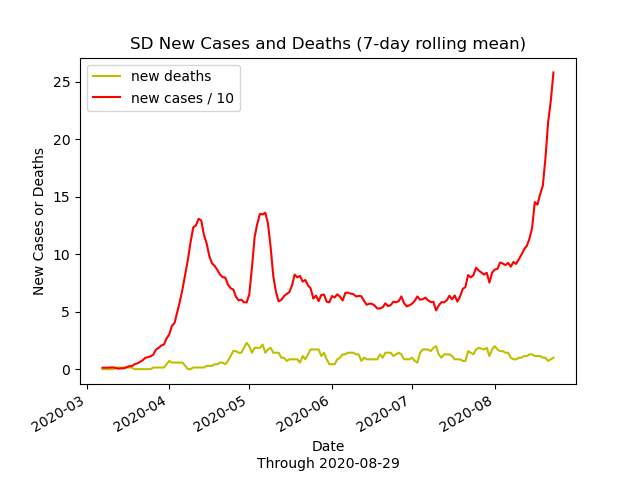 SD New Cases and Deaths (7-day rolling mean)
new deaths
new cases / 10
New Cases or Deaths
25
20
15
10
5
0
2020-03
2020-04
2020-05
2020-06
2020-07
2020-08
Date
Through 2020-08-29